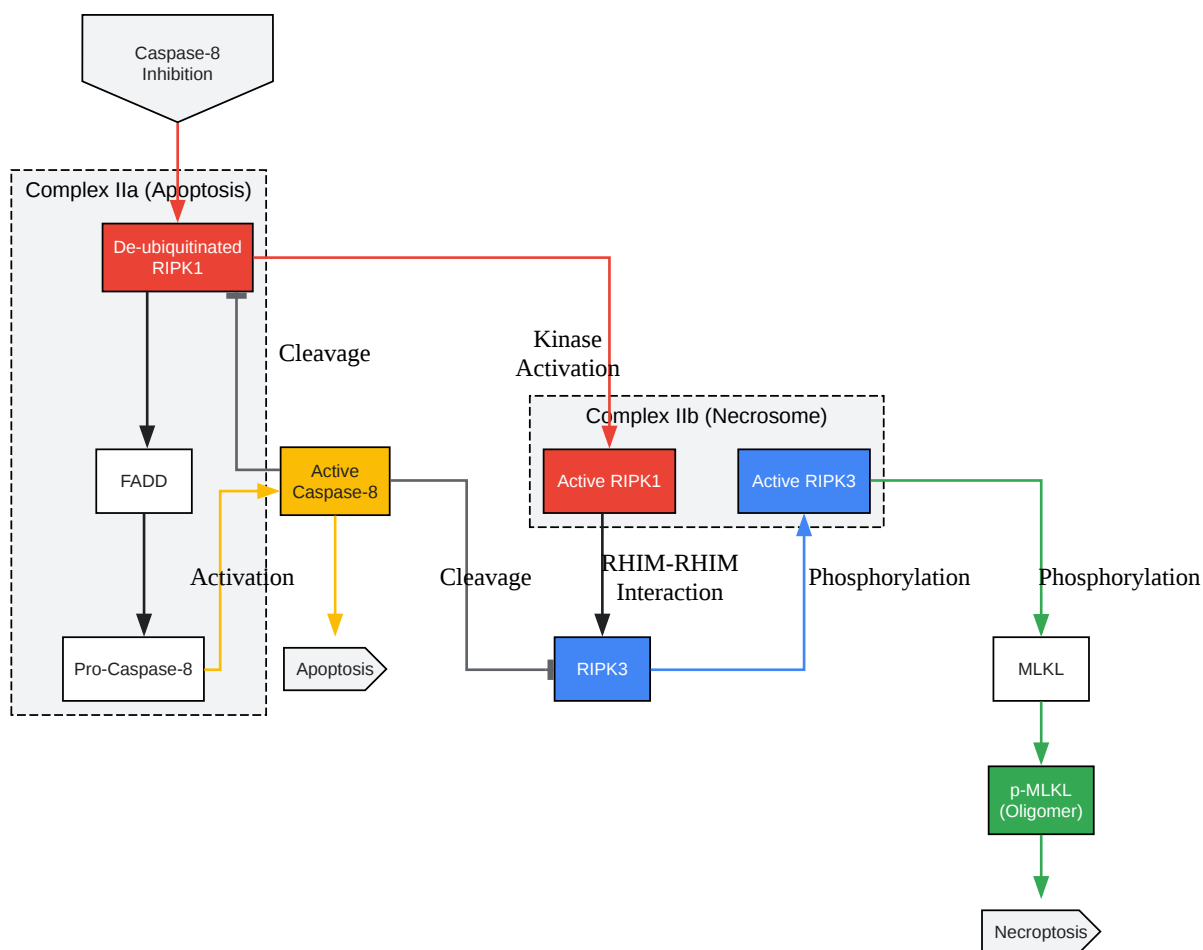 Caspase-8
Inhibition
Complex IIa (Apoptosis)
De-ubiquitinated
RIPK1
Cleavage
Kinase
Activation
Complex IIb (Necrosome)
FADD
Active
Caspase-8
Active RIPK1
Active RIPK3
Activation
Cleavage
RHIM-RHIM
Interaction
Phosphorylation
Phosphorylation
Pro-Caspase-8
Apoptosis
RIPK3
MLKL
p-MLKL
(Oligomer)
Necroptosis